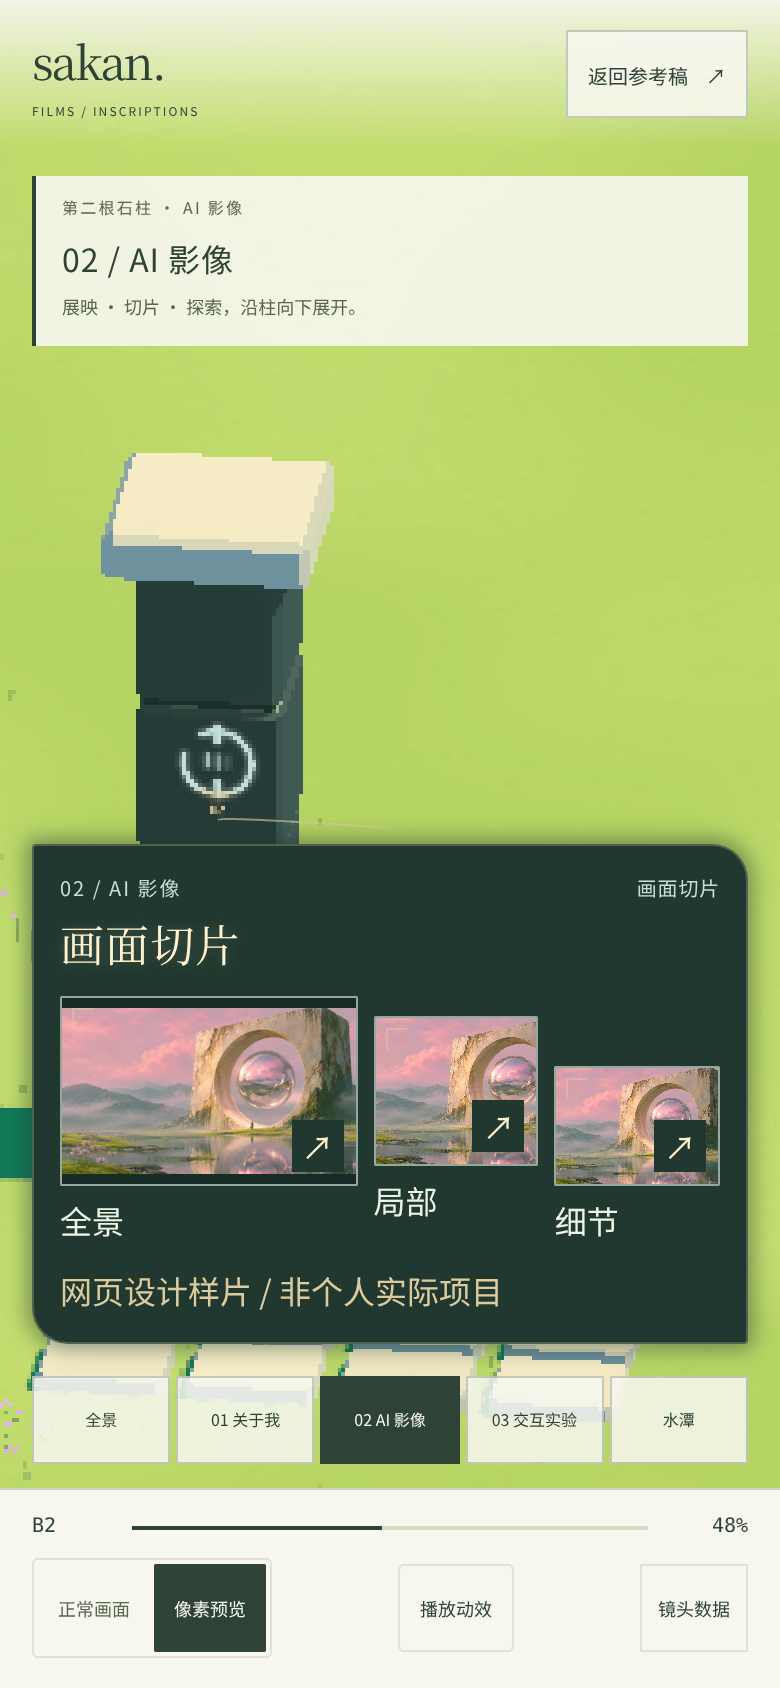 sakan.
FILMS / INSCRIPTIONS
返回参考稿 ↗
第二根石柱 · AI 影像
02 / AI 影像
展映 · 切片 · 探索，沿柱向下展开。
02 / AI 影像
画面切片
画面切片
全景
局部
细节
网页设计样片 / 非个人实际项目
全景
01 关于我
02 AI 影像
03 交互实验
水潭
B2
48%
正常画面
像素预览
播放动效
镜头数据